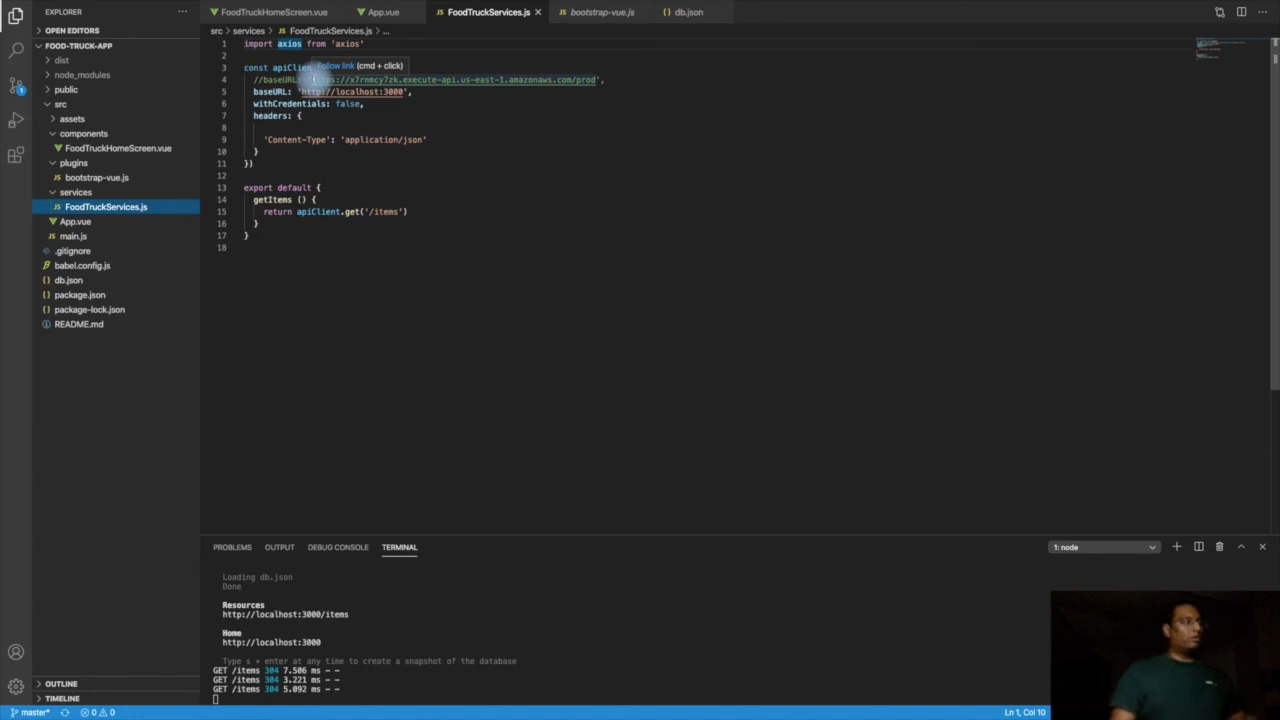 EXPLORER
OPEN EDITORS
FOOD-TRUCK-APP
dist
node_modules
public
src
assets
components
FoodTruckHomeScreen.vue
plugins
bootstrap-vue.js
services
FoodTruckServices.js
App.vue
main.js
.gitignore
babel.config.js
db.json
package.json
package-lock.json
README.md
OUTLINE
TIMELINE
1
FoodTruckHomeScreen.vue App.vue FoodTruckServices.js bootstrap-vue.js db.json
src > services > JS FoodTruckServices.js > ...
1 import axios from 'axios'
2
3 const apiClient
Follow link (cmd + click)
4 //baseURL: 'https://x7rnmcy7zk.execute-api.us-east-1.amazonaws.com/prod',
5 baseURL: 'http://localhost:3000',
6 withCredentials: false,
7 headers: {
8
9 'Content-Type': 'application/json'
10 }
11 })
12
13 export default {
14 getItems () {
15 return apiClient.get('/items')
16 }
17 }
18
PROBLEMS OUTPUT DEBUG CONSOLE TERMINAL 1: node
Loading db.json
Done
Resources
http://localhost:3000/items
Home
http://localhost:3000
Type s + enter at any time to create a snapshot of the database
GET /items 304 7.506 ms - -
GET /items 304 3.221 ms - -
GET /items 304 5.092 ms - -
master* 0 0 Ln 1, Col 10